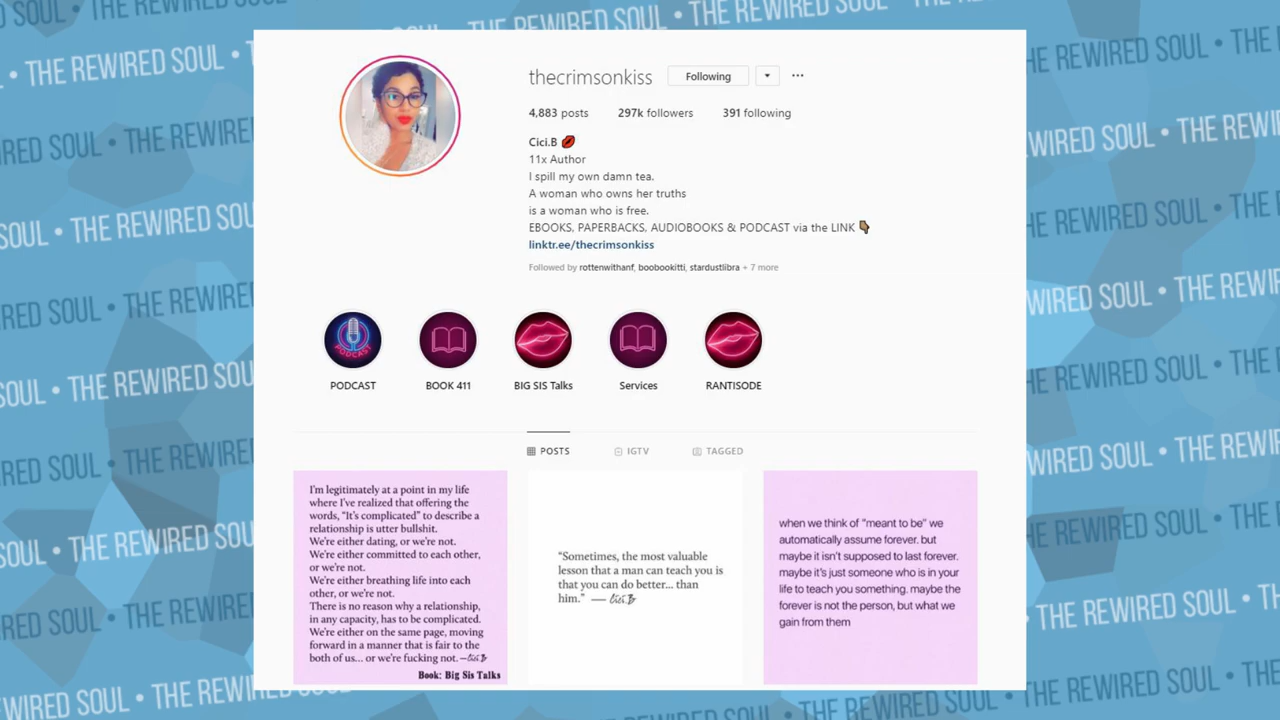 THE REWIRED SOUL • THE REWIRED SOUL
thecrimsonkiss
Following
4,883 posts 297k followers 391 following
Cici.B 💋
11x Author
I spill my own damn tea.
A woman who owns her truths
is a woman who is free.
EBOOKS, PAPERBACKS, AUDIOBOOKS & PODCAST via the LINK 👇🏾
linktr.ee/thecrimsonkiss
Followed by rottenwithanf, boobookitti, stardustlibra + 7 more
PODCAST
PODCAST BOOK 411 BIG SIS Talks Services RANTISODE
POSTS IGTV TAGGED
I'm legitimately at a point in my life
where I've realized that offering the
words, "It's complicated" to describe a
relationship is utter bullshit.
We're either dating, or we're not.
We're either committed to each other,
or we're not.
We're either breathing life into each
other, or we're not.
There is no reason why a relationship,
in any capacity, has to be complicated.
We're either on the same page, moving
forward in a manner that is fair to the
both of us... or we're fucking not. —Cici.B
Book: Big Sis Talks
"Sometimes, the most valuable
lesson that a man can teach you is
that you can do better... than
him." — Cici.B
when we think of "meant to be" we
automatically assume forever. but
maybe it isn't supposed to last forever.
maybe it's just someone who is in your
life to teach you something. maybe the
forever is not the person, but what we
gain from them